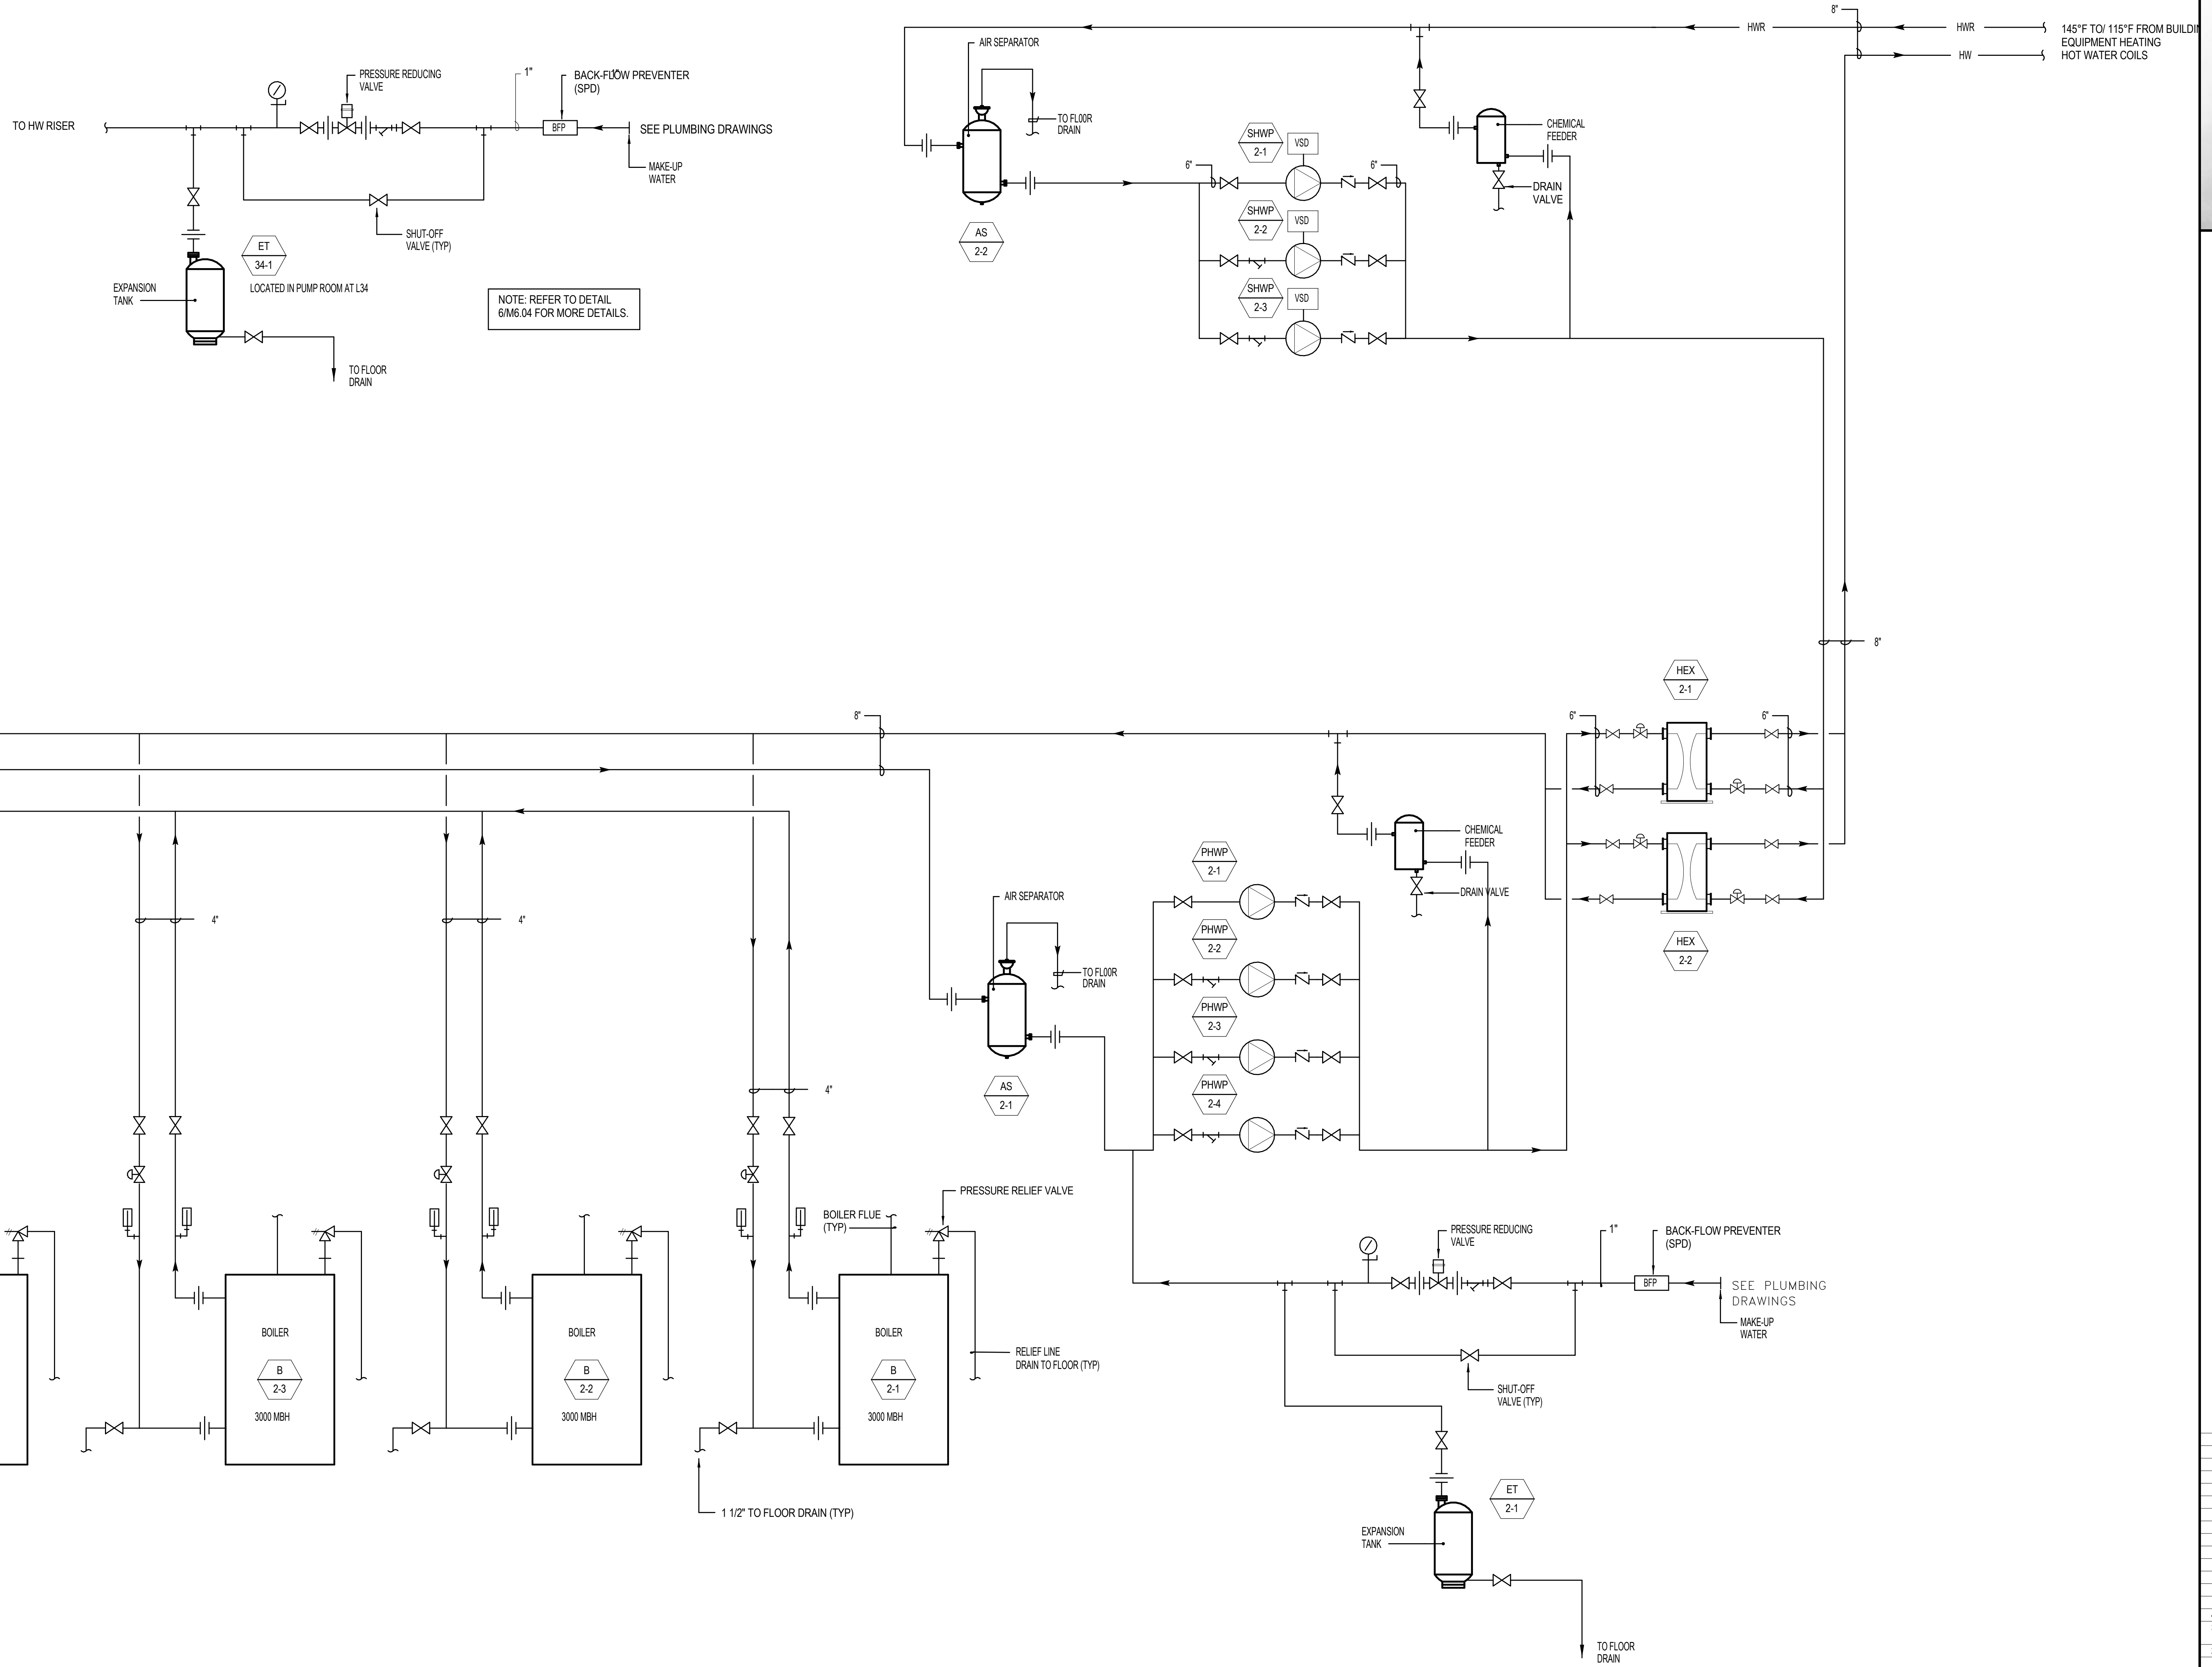 8"
HWR
HWR
HW
145°F TO/ 115°F FROM
EQUIPMENT HEATING
HOT WATER COILS
AIR SEPARATOR
TO FL00R
DRAIN
AS
2-2
6"
SHWP
2-1
VSD
6"
SHWP
2-2
VSD
SHWP
2-3
VSD
CHEMICAL
FEEDER
DRAIN
VALVE
TO HW RISER
PRESSURE REDUCING
VALVE
1"
BACK-FLOW PREVENTER
(SPD)
BFP
SEE PLUMBING DRAWINGS
MAKE-UP
WATER
SHUT-OFF
VALVE (TYP)
ET
34-1
LOCATED IN PUMP ROOM AT L34
EXPANSION
TANK
TO FLOOR
DRAIN
NOTE: REFER TO DETAIL
6/M6.04 FOR MORE DETAILS.
8"
HEX
2-1
6"
6"
HEX
2-2
8"
CHEMICAL
FEEDER
DRAIN VALVE
PHWP
2-1
PHWP
2-2
PHWP
2-3
PHWP
2-4
AIR SEPARATOR
TO FL00R
DRAIN
AS
2-1
4"
4"
4"
PRESSURE RELIEF VALVE
BOILER FLUE
(TYP)
BOILER
B
2-3
3000 MBH
BOILER
B
2-2
3000 MBH
BOILER
B
2-1
3000 MBH
RELIEF LINE
DRAIN TO FLOOR (TYP)
1 1/2" TO FLOOR DRAIN (TYP)
PRESSURE REDUCING
VALVE
1"
BACK-FLOW PREVENTER
(SPD)
BFP
SEE PLUMBING
DRAWINGS
MAKE-UP
WATER
SHUT-OFF
VALVE (TYP)
ET
2-1
EXPANSION
TANK
TO FLOOR
DRAIN